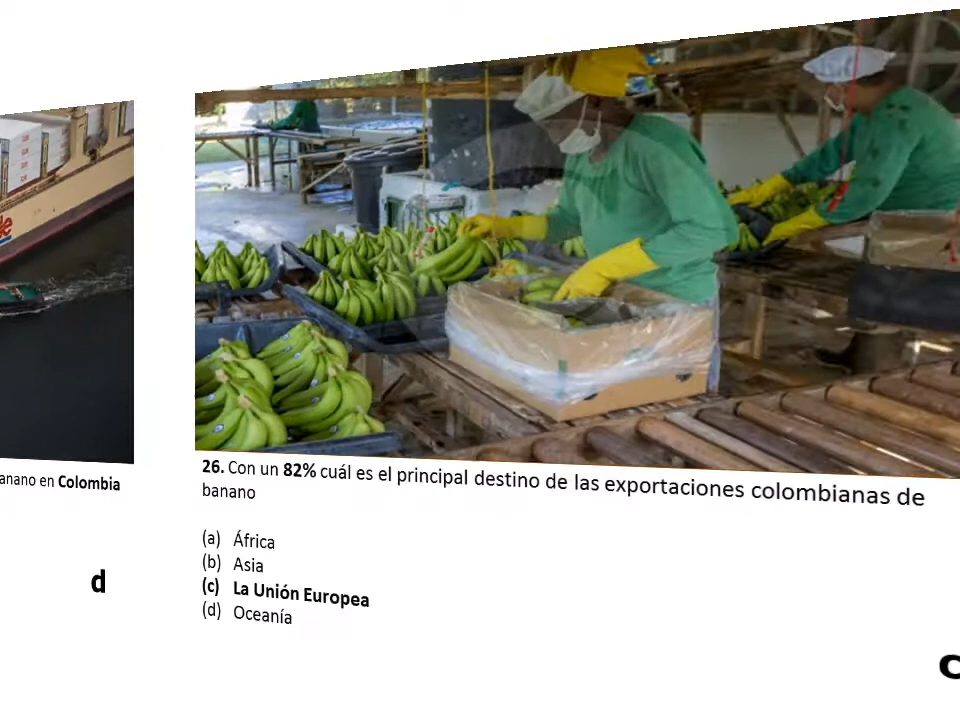 anano en Colombia
d
26. Con un 82% cuál es el principal destino de las exportaciones colombianas de
banano
(a) África
(b) Asia
(c) La Unión Europea
(d) Oceanía